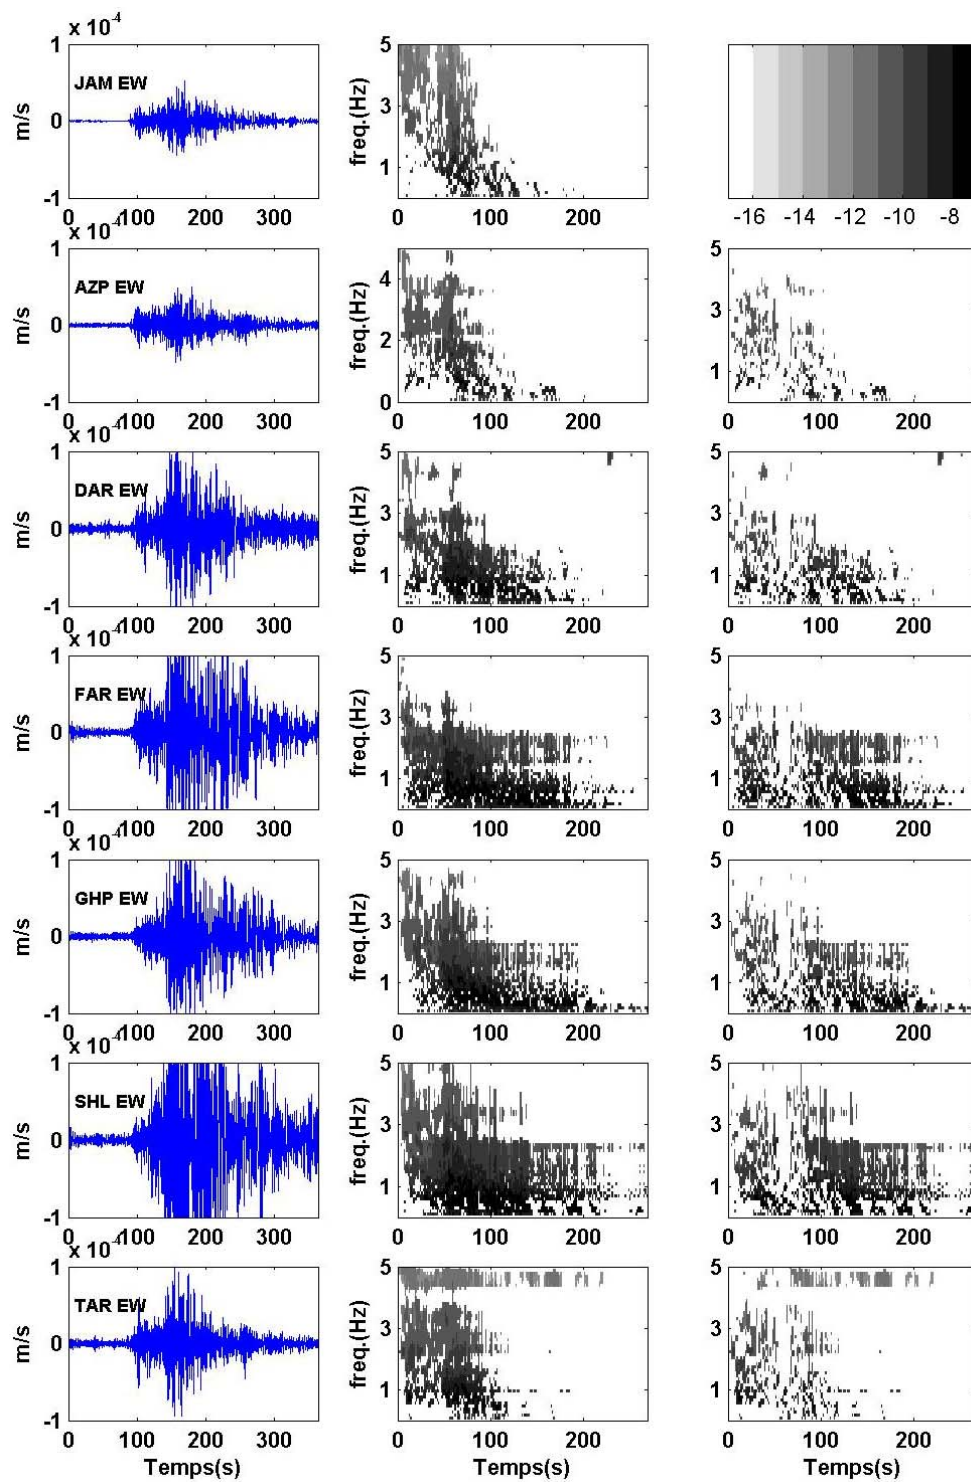 x 10-4
1
0
-1
m/s
JAM EW
0 100 200 300
5
3
1
freq.(Hz)
0 100 200
-16 -14 -12 -10 -8
x 10-4
1
0
-1
m/s
AZP EW
0 100 200 300
4
2
0
freq.(Hz)
0 100 200
5
3
1
0 100 200
x 10-4
1
0
-1
m/s
DAR EW
0 100 200 300
5
3
1
freq.(Hz)
0 100 200
5
3
1
0 100 200
x 10-4
1
0
-1
m/s
FAR EW
0 100 200 300
5
3
1
freq.(Hz)
0 100 200
5
3
1
0 100 200
x 10-4
1
0
-1
m/s
GHP EW
0 100 200 300
5
3
1
freq.(Hz)
0 100 200
5
3
1
0 100 200
x 10-4
1
0
-1
m/s
SHL EW
0 100 200 300
5
3
1
freq.(Hz)
0 100 200
5
3
1
0 100 200
x 10-4
1
0
-1
m/s
TAR EW
0 100 200 300
Temps(s)
5
3
1
freq.(Hz)
0 100 200
Temps(s)
5
3
1
0 100 200
Temps(s)